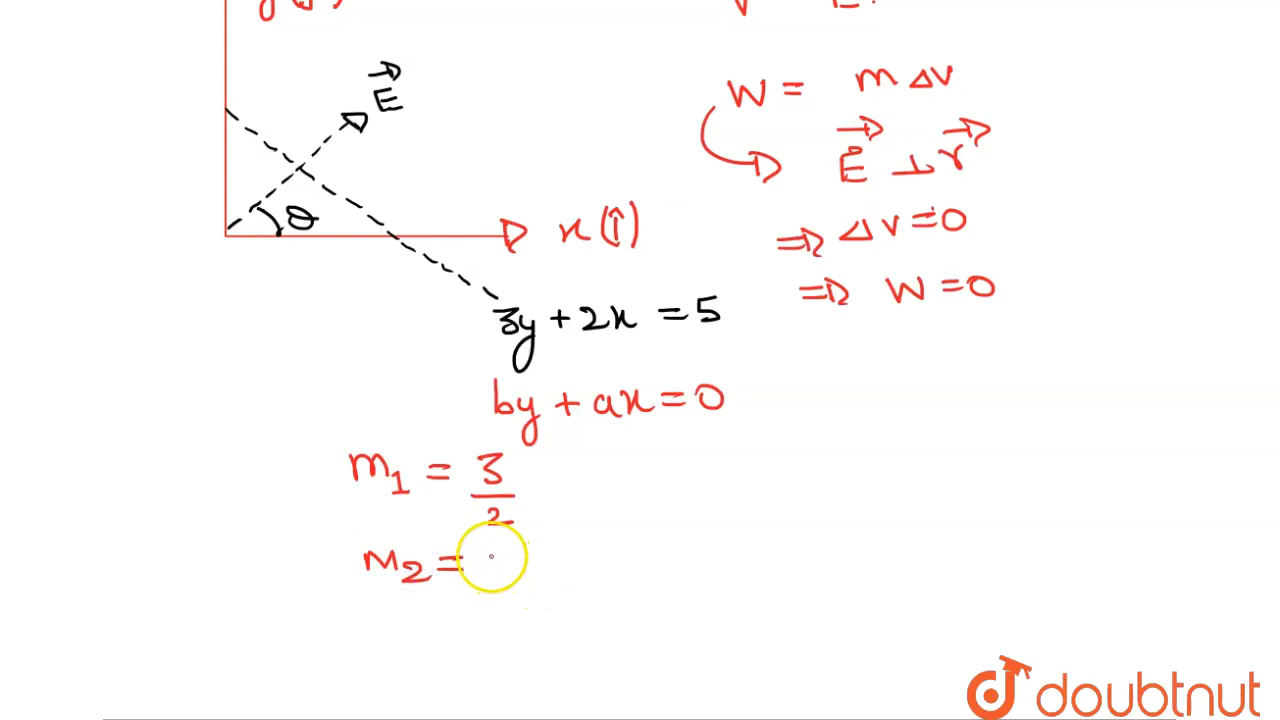 E
W = m ΔV
θ
E ⊥ r
x(î)
⇒ ΔV = 0
⇒ W = 0
3y + 2x = 5
by + ax = 0
m₁ = 3/2
m₂ =
doubtnut